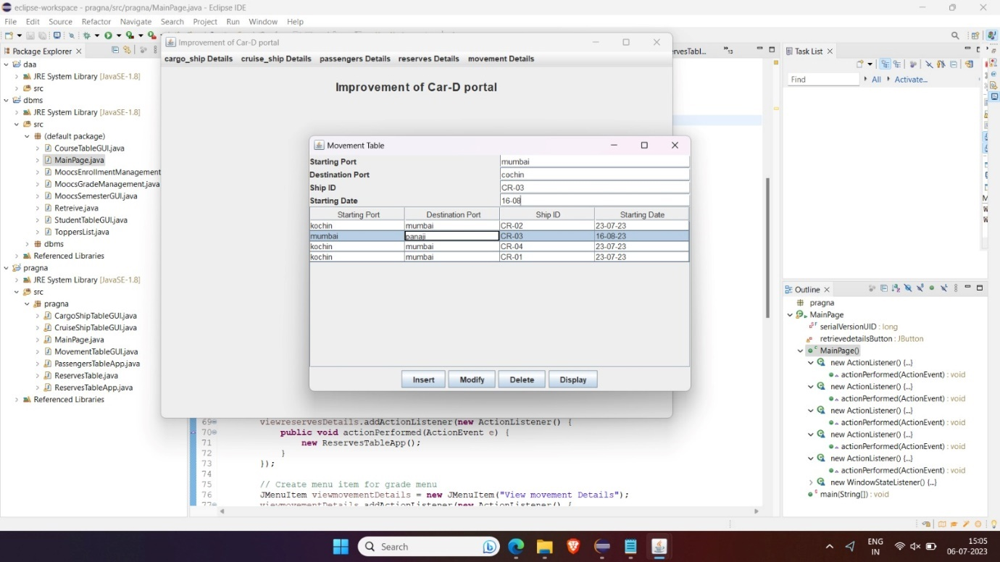 eclipse-workspace - pragna/src/pragna/MainPage.java - Eclipse IDE
File Edit Source Refactor Navigate Search Project Run Window Help
Package Explorer
daa
JRE System Library [JavaSE-1.8]
src
dbms
JRE System Library [JavaSE-1.8]
src
(default package)
CourseTableGUI.java
MainPage.java
MoocsEnrollmentManagement
MoocsGradeManagement.java
MoocsSemesterGUI.java
Retreive.java
StudentTableGUI.java
ToppersList.java
dbms
Referenced Libraries
pragna
JRE System Library [JavaSE-1.8]
src
pragna
CargoShipTableGUI.java
CruiseShipTableGUI.java
MainPage.java
MovementTableGUI.java
PassengersTableApp.java
ReservesTable.java
ReservesTableApp.java
Referenced Libraries
Improvement of Car-D portal
cargo_ship Details cruise_ship Details passengers Details reserves Details movement Details
Improvement of Car-D portal
Movement Table
Starting Port mumbai
Destination Port cochin
Ship ID CR-03
Starting Date 16-08
Starting Port Destination Port Ship ID Starting Date
kochin mumbai CR-02 23-07-23
mumbai panaji CR-03 16-08-23
kochin mumbai CR-04 23-07-23
kochin mumbai CR-01 23-07-23
Insert Modify Delete Display
ervesTabl... »13
69 viewreservesDetails.addActionListener(new ActionListener() {
70 public void actionPerformed(ActionEvent e) {
71 new ReservesTableApp();
72 }
73 });
74
75 // Create menu item for grade menu
76 JMenuItem viewmovementDetails = new JMenuItem("View movement Details");
77 viewmovementDetails.addActionListener(new ActionListener() {
Task List
Find All Activate...
Outline
pragna
MainPage
serialVersionUID : long
retrievedetailsButton : JButton
MainPage()
new ActionListener() {...}
actionPerformed(ActionEvent) : void
new ActionListener() {...}
actionPerformed(ActionEvent) : void
new ActionListener() {...}
actionPerformed(ActionEvent) : void
new ActionListener() {...}
actionPerformed(ActionEvent) : void
new ActionListener() {...}
actionPerformed(ActionEvent) : void
new WindowStateListener() {...}
main(String[]) : void
Search
ENG
IN
15:05
06-07-2023